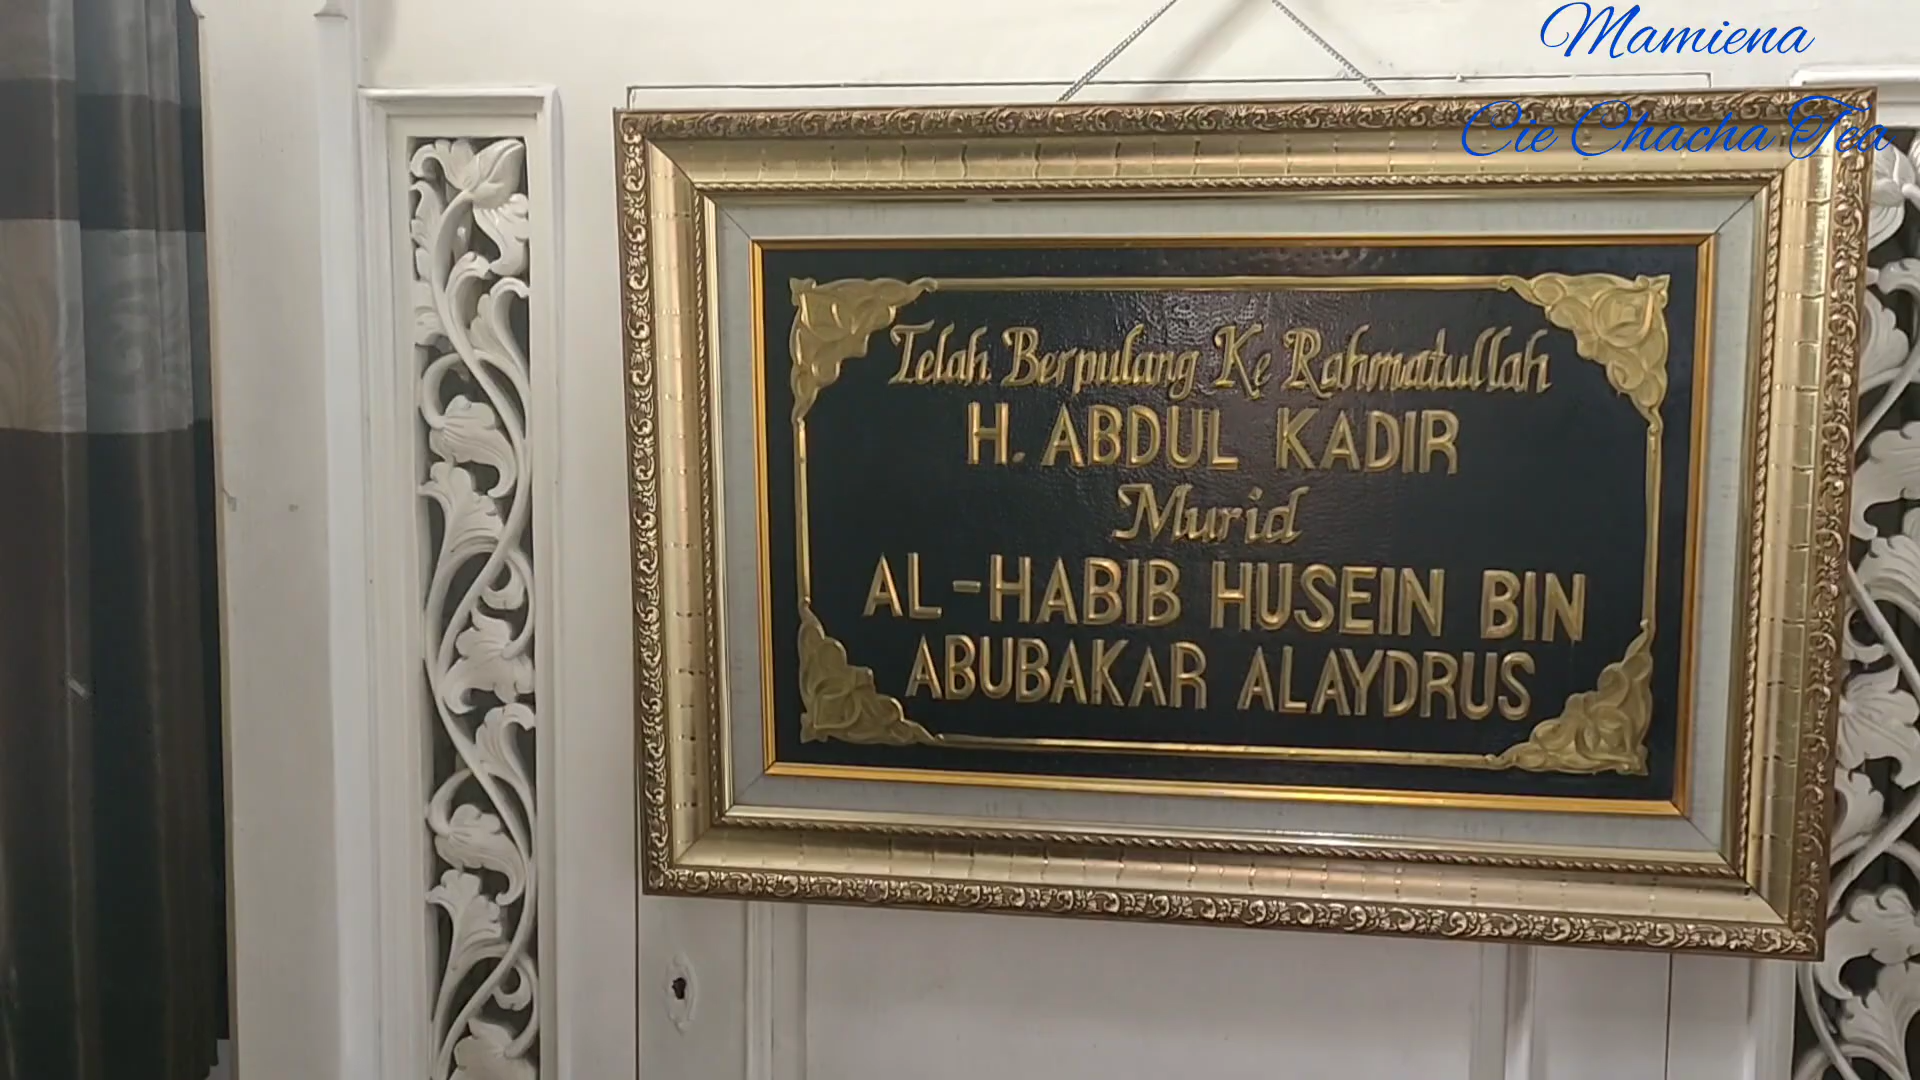 Mamiena
Cie Chacha Tea
Telah Berpulang Ke Rahmatullah
H. ABDUL KADIR
Murid
AL-HABIB HUSEIN BIN
ABUBAKAR ALAYDRUS